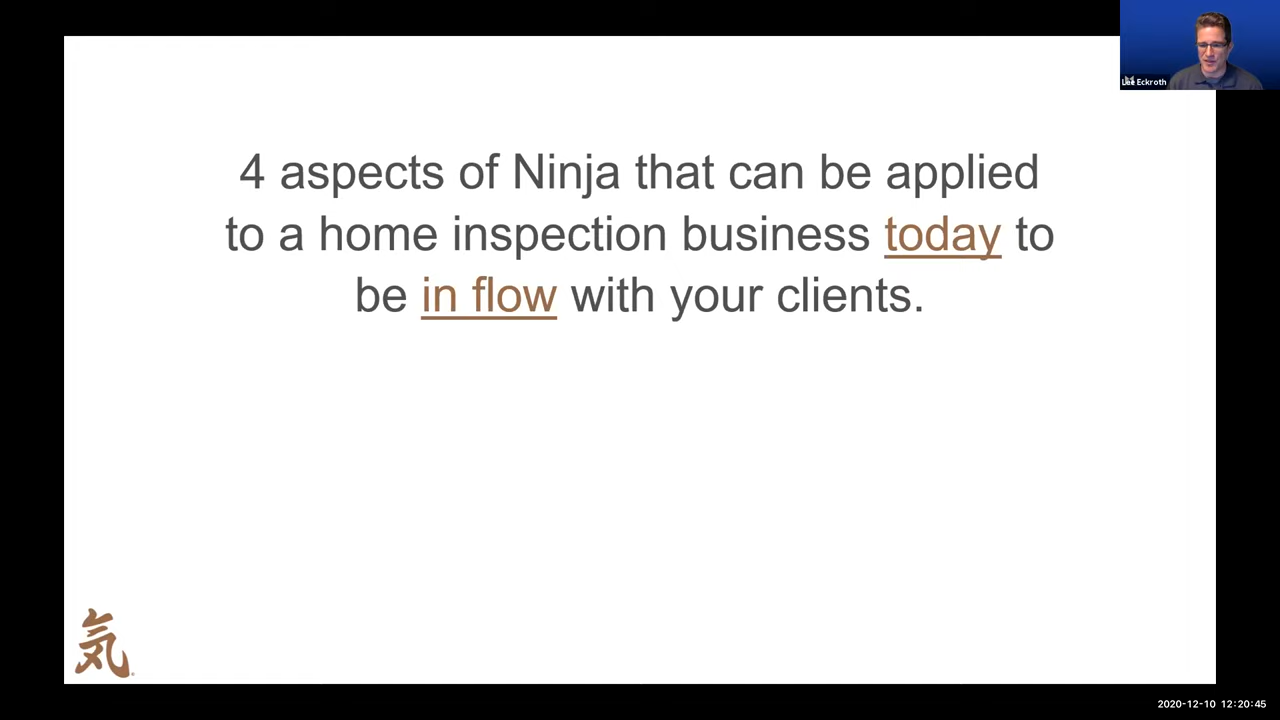 Lee Eckroth
4 aspects of Ninja that can be applied
to a home inspection business today to
be in flow with your clients.
気
2020-12-10 12:20:45